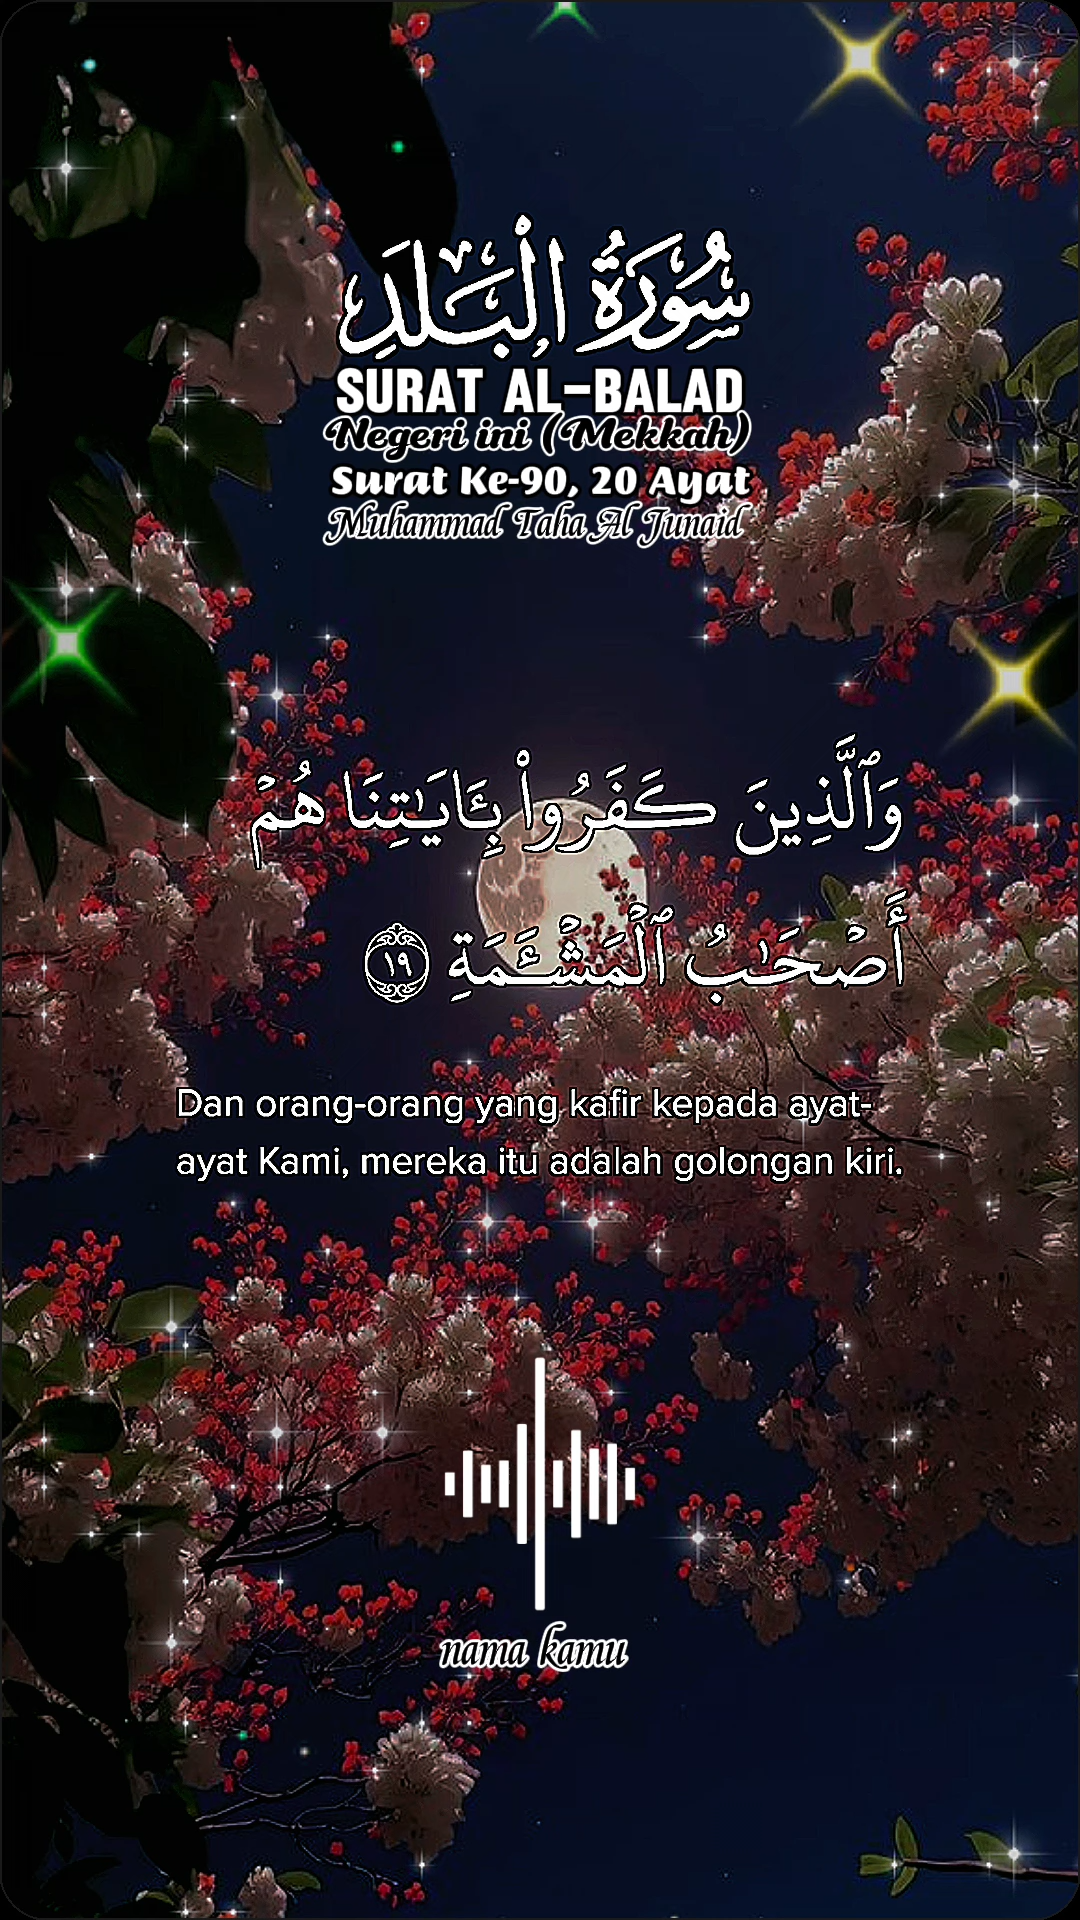 سُورَةُ الْبَلَدِ
SURAT AL-BALAD
Negeri ini (Mekkah)
Surat Ke-90, 20 Ayat
Muhammad Taha Al Junaid
وَٱلَّذِينَ كَفَرُوا۟ بِـَٔايَـٰتِنَا هُمْ
أَصْحَـٰبُ ٱلْمَشْـَٔمَةِ ١٩
Dan orang-orang yang kafir kepada ayat-
ayat Kami, mereka itu adalah golongan kiri.
nama kamu